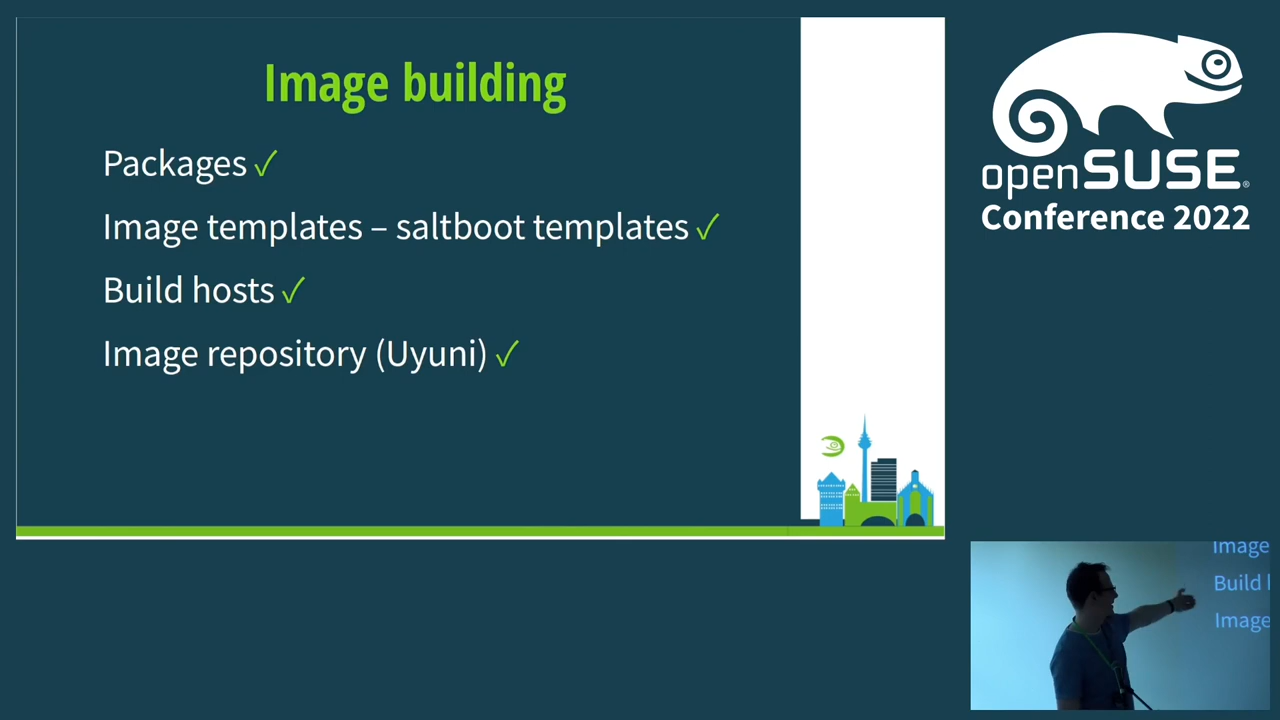 Image building
Packages ✓
Image templates – saltboot templates ✓
Build hosts ✓
Image repository (Uyuni) ✓
openSUSE®
Conference 2022
Image
Build
Image